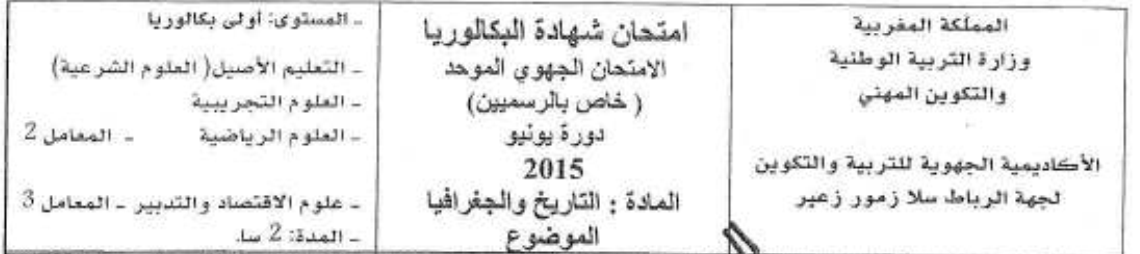 المملكة المغربية
وزارة التربية الوطنية
والتكوين المهني
الأكاديمية الجهوية للتربية والتكوين
لجهة الرباط سلا زمور زعير
امتحان شهادة البكالوريا
الامتحان الجهوي الموحد
( خاص بالرسميين)
دورة يونيو
2015
المادة : التاريخ والجغرافيا
الموضوع
ـ المستوى: أولى بكالوريا
ـ التعليم الأصيل( العلوم الشرعية)
ـ العلوم التجريبية
ـ العلوم الرياضية ـ المعامل 2
ـ علوم الاقتصاد والتدبير ـ المعامل 3
ـ المدة: 2 سا.